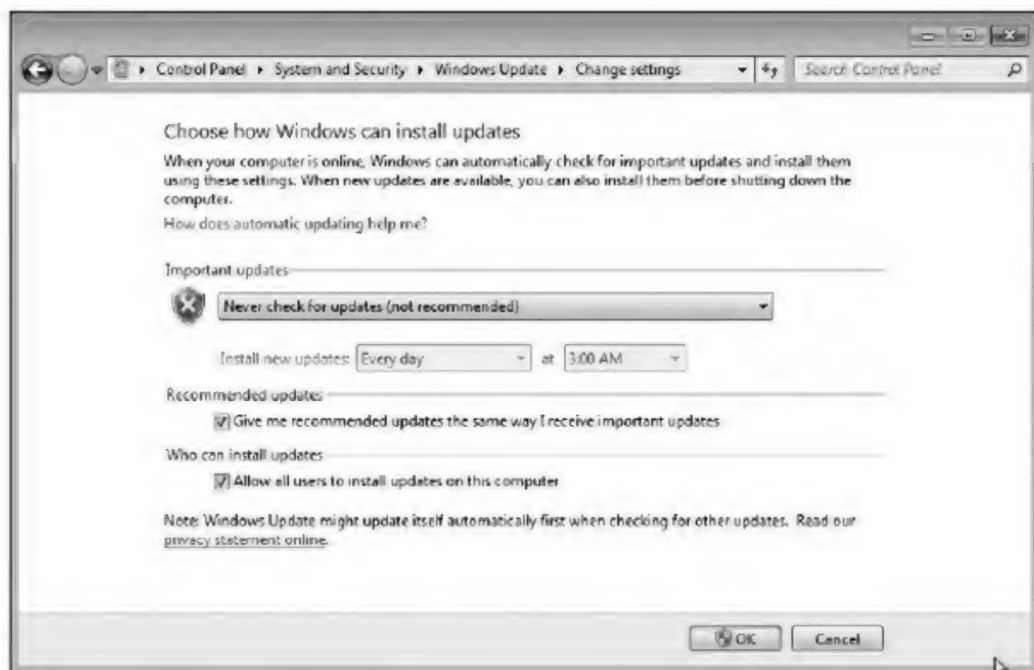 Control Panel ▸ System and Security ▸ Windows Update ▸ Change settings
Search Control Panel
Choose how Windows can install updates
When your computer is online, Windows can automatically check for important updates and install them
using these settings. When new updates are available, you can also install them before shutting down the
computer.
How does automatic updating help me?
Important updates
Never check for updates (not recommended)
Install new updates: Every day at 3:00 AM
Recommended updates
Give me recommended updates the same way I receive important updates
Who can install updates
Allow all users to install updates on this computer
Note: Windows Update might update itself automatically first when checking for other updates. Read our
privacy statement online.
OK Cancel